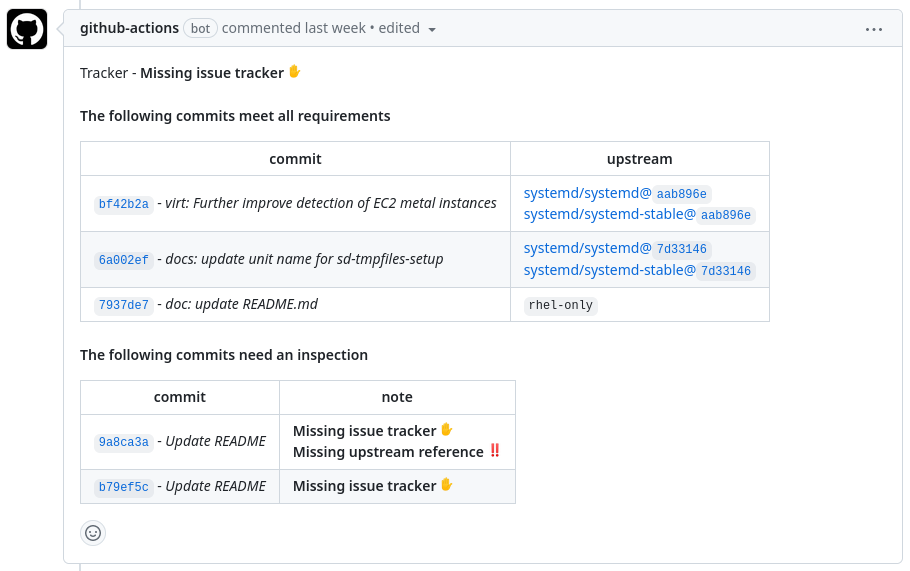 github-actions bot commented last week • edited
Tracker - Missing issue tracker ✋
The following commits meet all requirements
commit upstream
bf42b2a - virt: Further improve detection of EC2 metal instances
systemd/systemd@ aab896e
systemd/systemd-stable@ aab896e
6a002ef - docs: update unit name for sd-tmpfiles-setup
systemd/systemd@ 7d33146
systemd/systemd-stable@ 7d33146
7937de7 - doc: update README.md rhel-only
The following commits need an inspection
commit note
9a8ca3a - Update README
Missing issue tracker ✋
Missing upstream reference ‼️
b79ef5c - Update README Missing issue tracker ✋